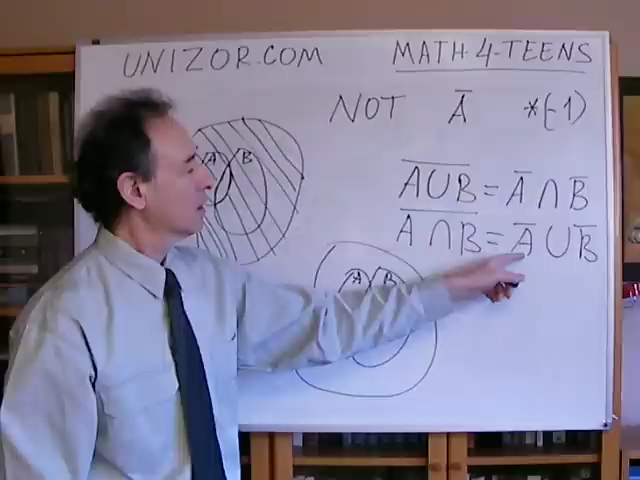 UNIZOR.COM MATH-4-TEENS
NOT A̅ *(-1)
A̅ ̅∪̅ ̅B̅ = A̅ ∩ B̅
A̅ ̅∩̅ ̅B̅ = A̅ ∪ B̅
A B
A B